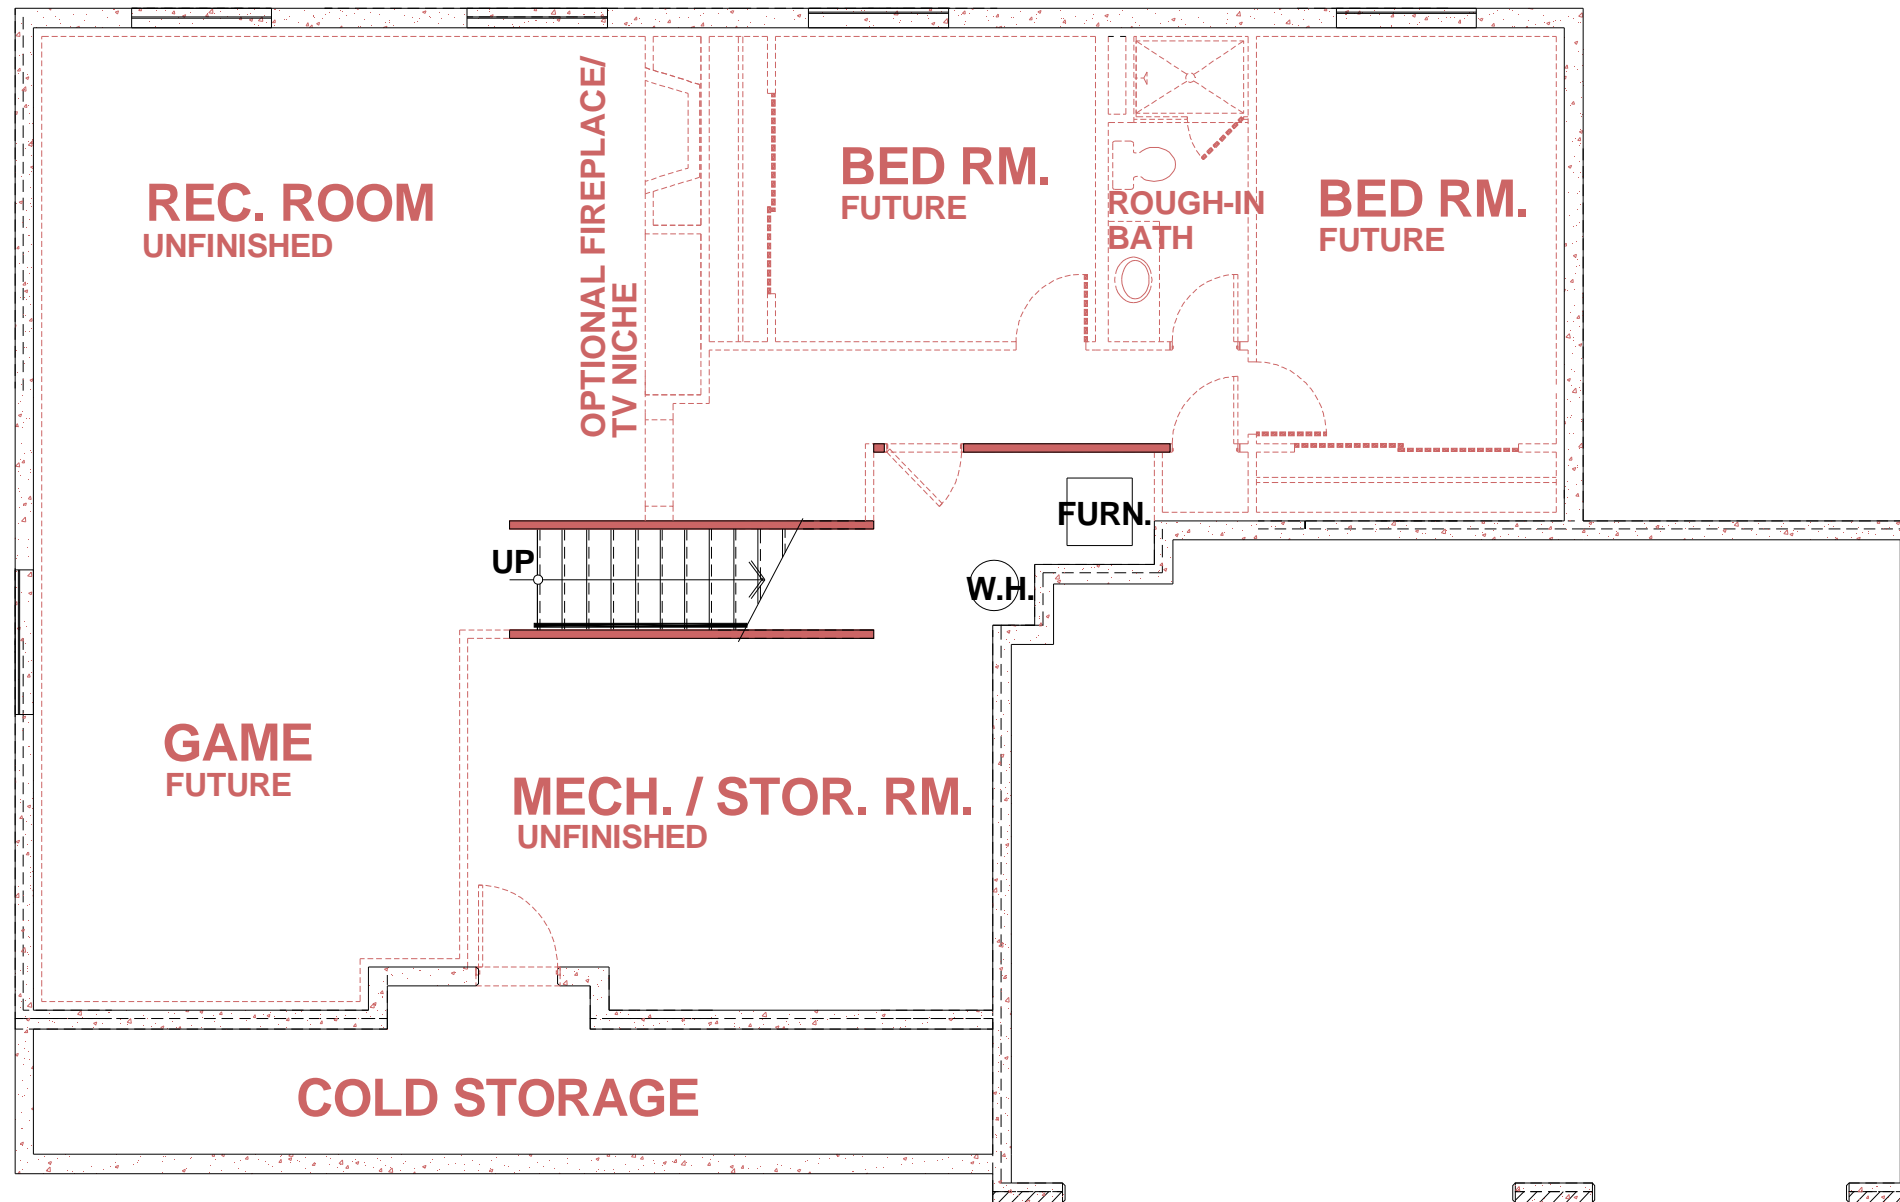 REC. ROOM
UNFINISHED
OPTIONAL FIREPLACE/
TV NICHE
BED RM.
FUTURE
ROUGH-IN
BATH
BED RM.
FUTURE
UP
FURN.
W.H.
GAME
FUTURE
MECH. / STOR. RM.
UNFINISHED
COLD STORAGE